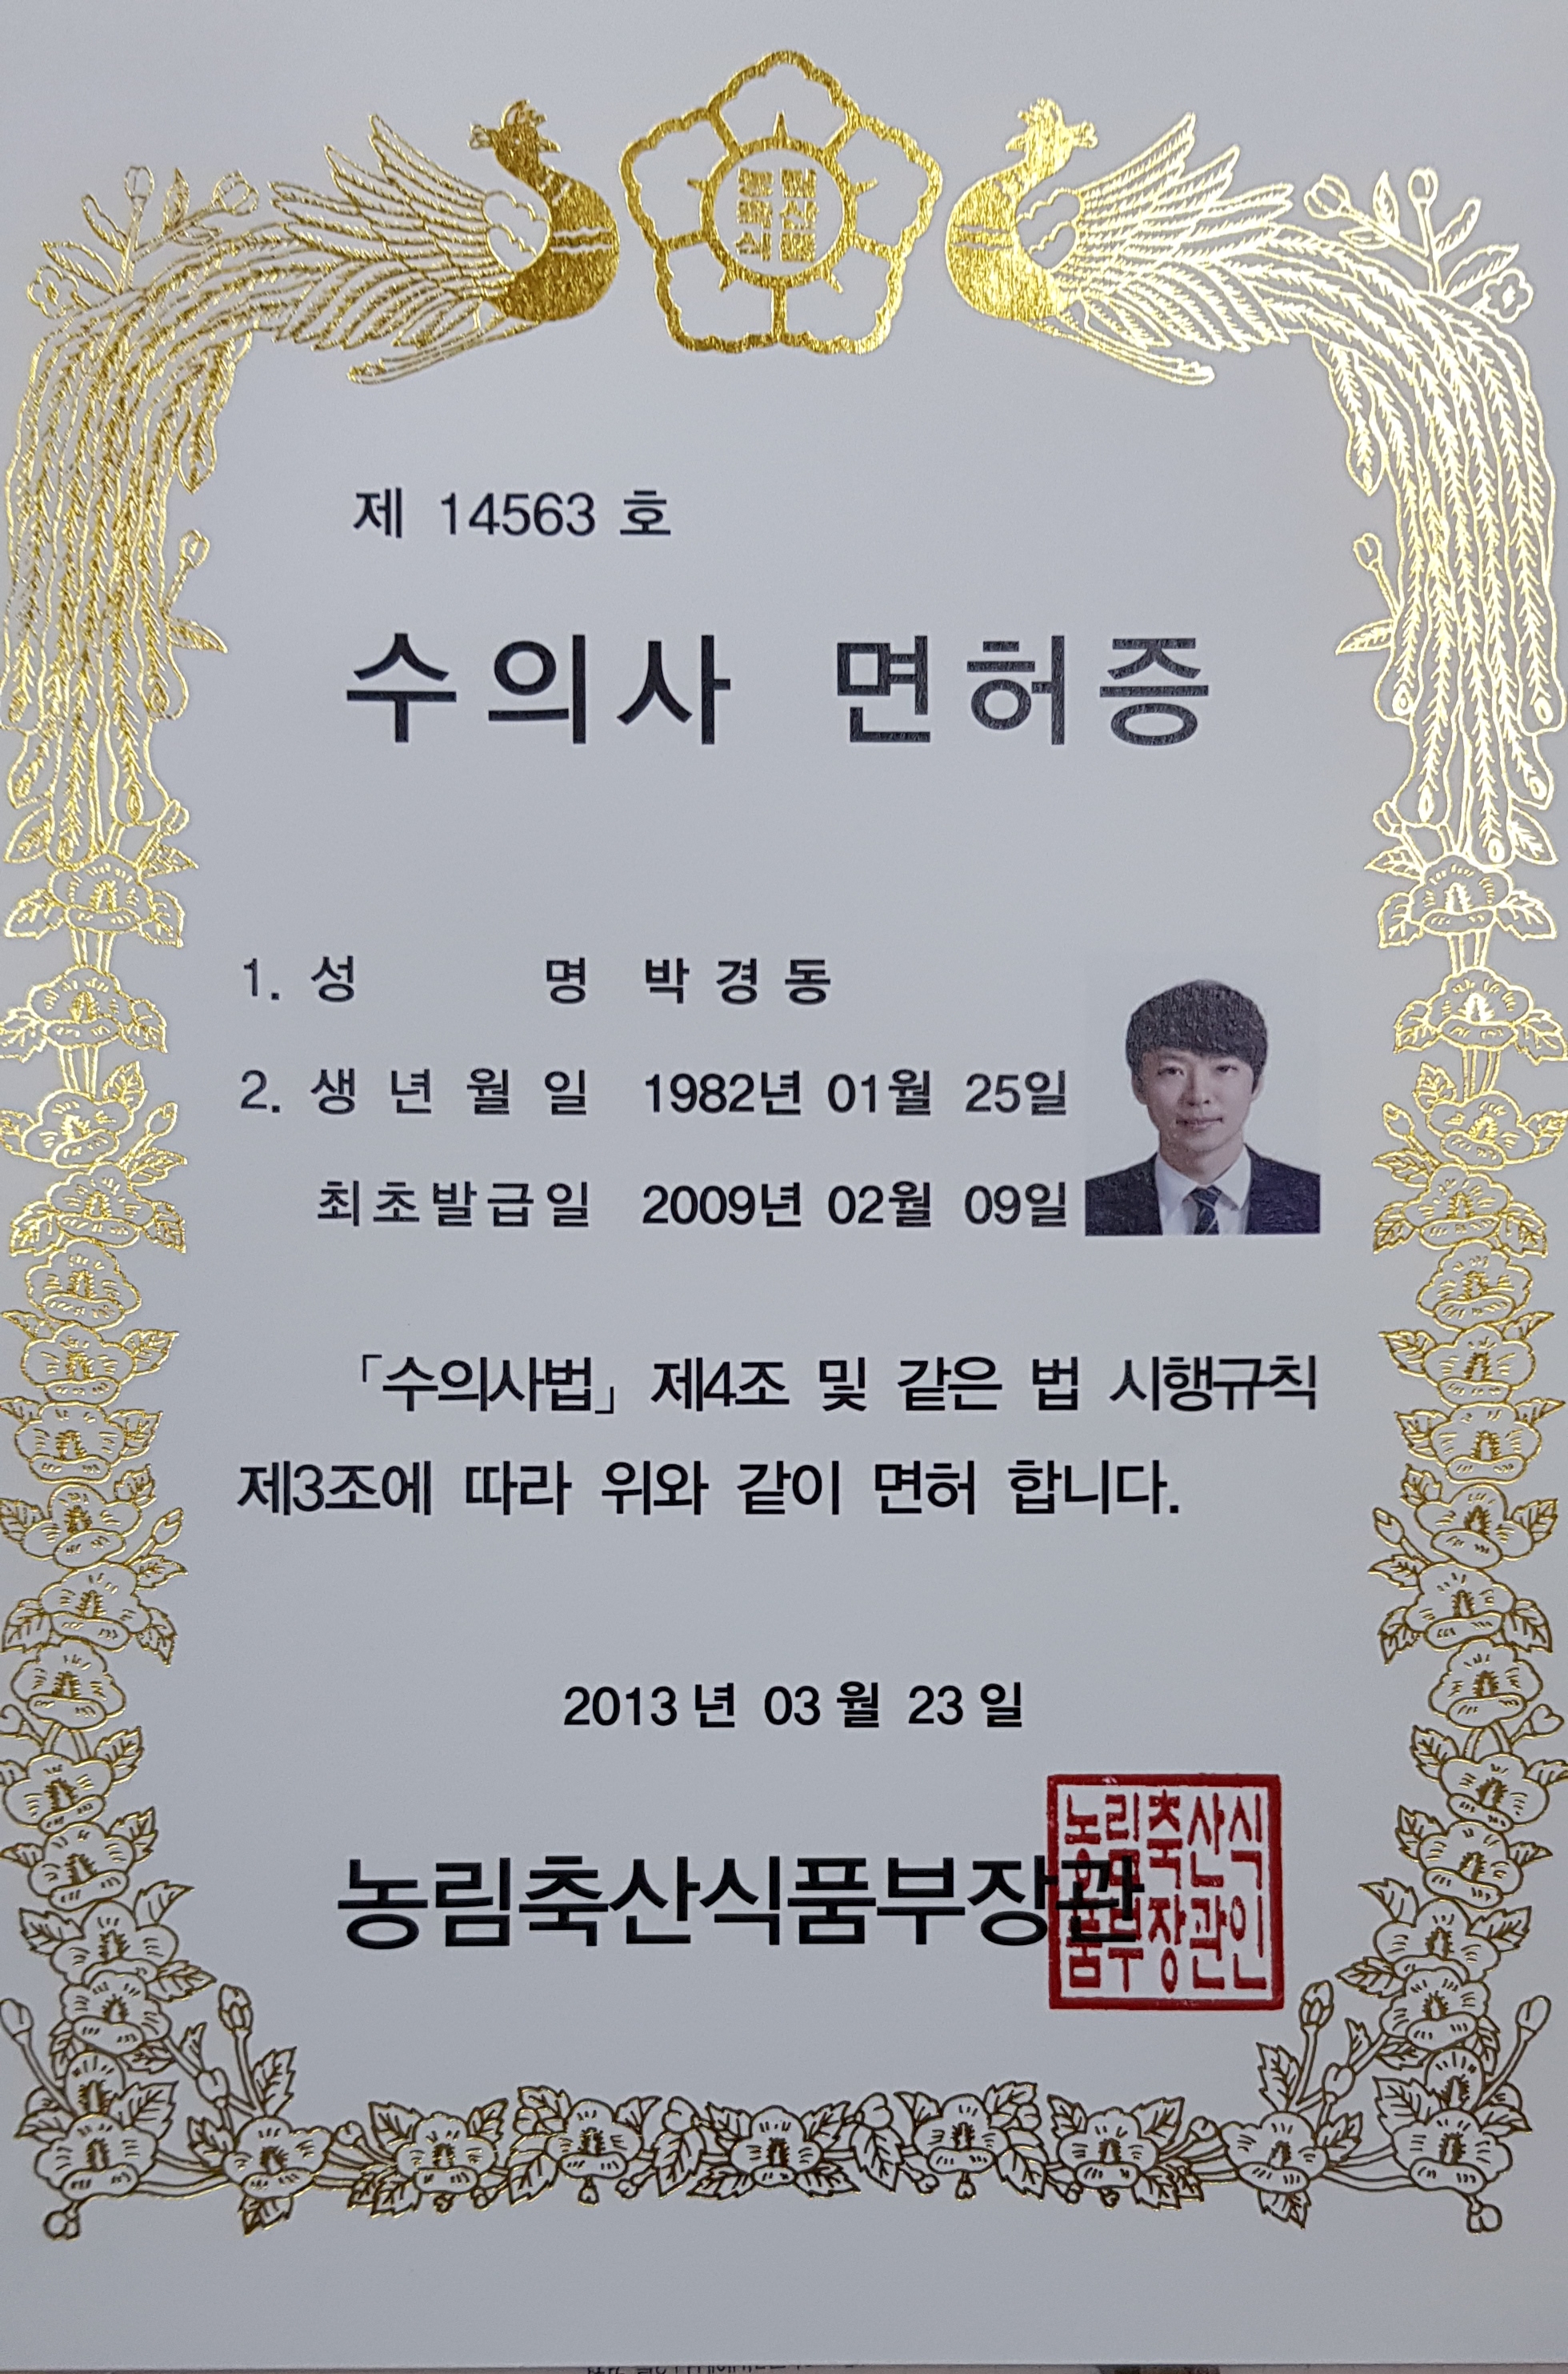 제 14563 호
수의사 면허증
1. 성 명 박 경 동
2. 생 년 월 일 1982년 01월 25일
최초발급일 2009년 02월 09일
「수의사법」 제4조 및 같은 법 시행규칙
제3조에 따라 위와 같이 면허 합니다.
2013 년 03 월 23 일
농림축산식품부장관
농림축산식
품부장관인